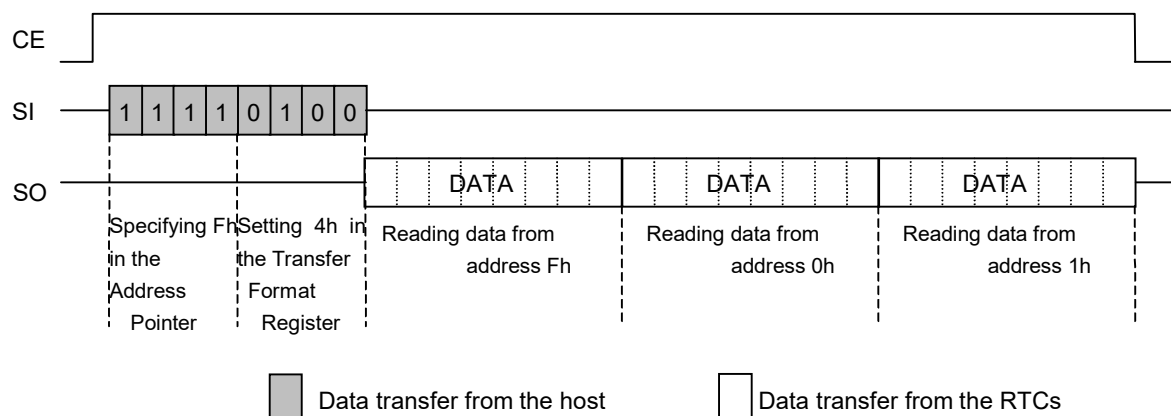 CE
SI
1 1 1 1 0 1 0 0
SO
DATA DATA DATA
Specifying Fh
in the
Address
Pointer
Setting 4h in
the Transfer
Format
Register
Reading data from
address Fh
Reading data from
address 0h
Reading data from
address 1h
Data transfer from the host
Data transfer from the RTCs